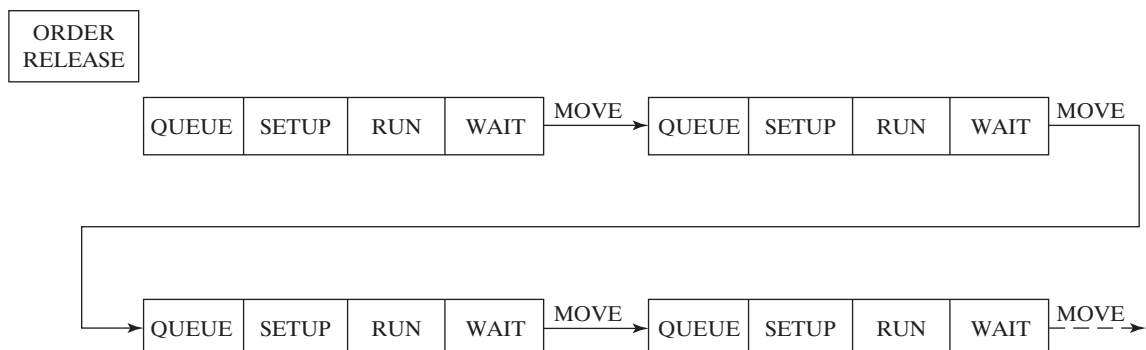 ORDER
RELEASE
QUEUE SETUP RUN WAIT MOVE QUEUE SETUP RUN WAIT MOVE
QUEUE SETUP RUN WAIT MOVE QUEUE SETUP RUN WAIT MOVE